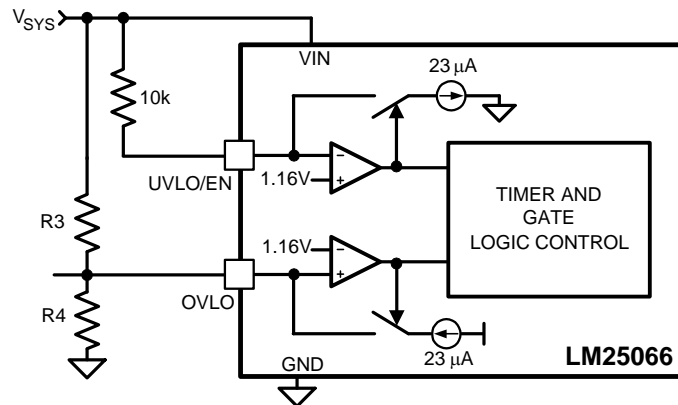 VSYS
VIN
23 µA
10k
UVLO/EN
1.16V
TIMER AND
GATE
LOGIC CONTROL
R3
1.16V
OVLO
R4
23 µA
GND
LM25066